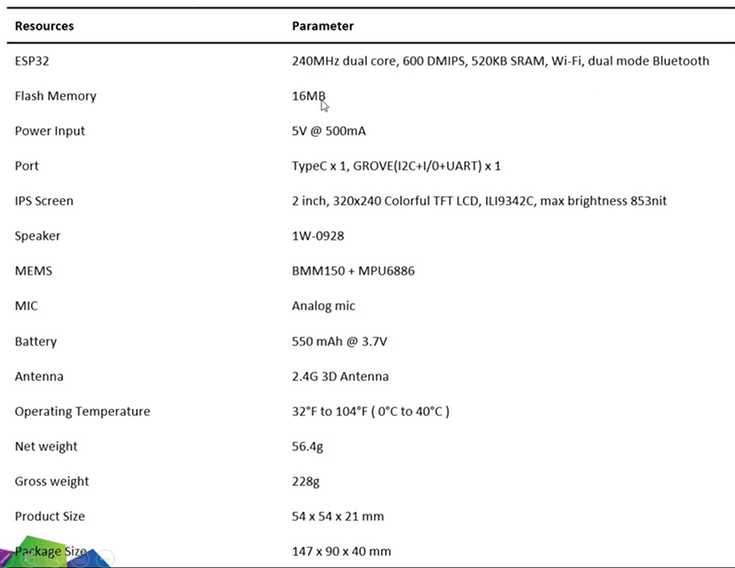 Resources Parameter
ESP32 240MHz dual core, 600 DMIPS, 520KB SRAM, Wi-Fi, dual mode Bluetooth
Flash Memory 16MB
Power Input 5V @ 500mA
Port TypeC x 1, GROVE(I2C+I/0+UART) x 1
IPS Screen 2 inch, 320x240 Colorful TFT LCD, ILI9342C, max brightness 853nit
Speaker 1W-0928
MEMS BMM150 + MPU6886
MIC Analog mic
Battery 550 mAh @ 3.7V
Antenna 2.4G 3D Antenna
Operating Temperature 32°F to 104°F ( 0°C to 40°C )
Net weight 56.4g
Gross weight 228g
Product Size 54 x 54 x 21 mm
Package Size 147 x 90 x 40 mm